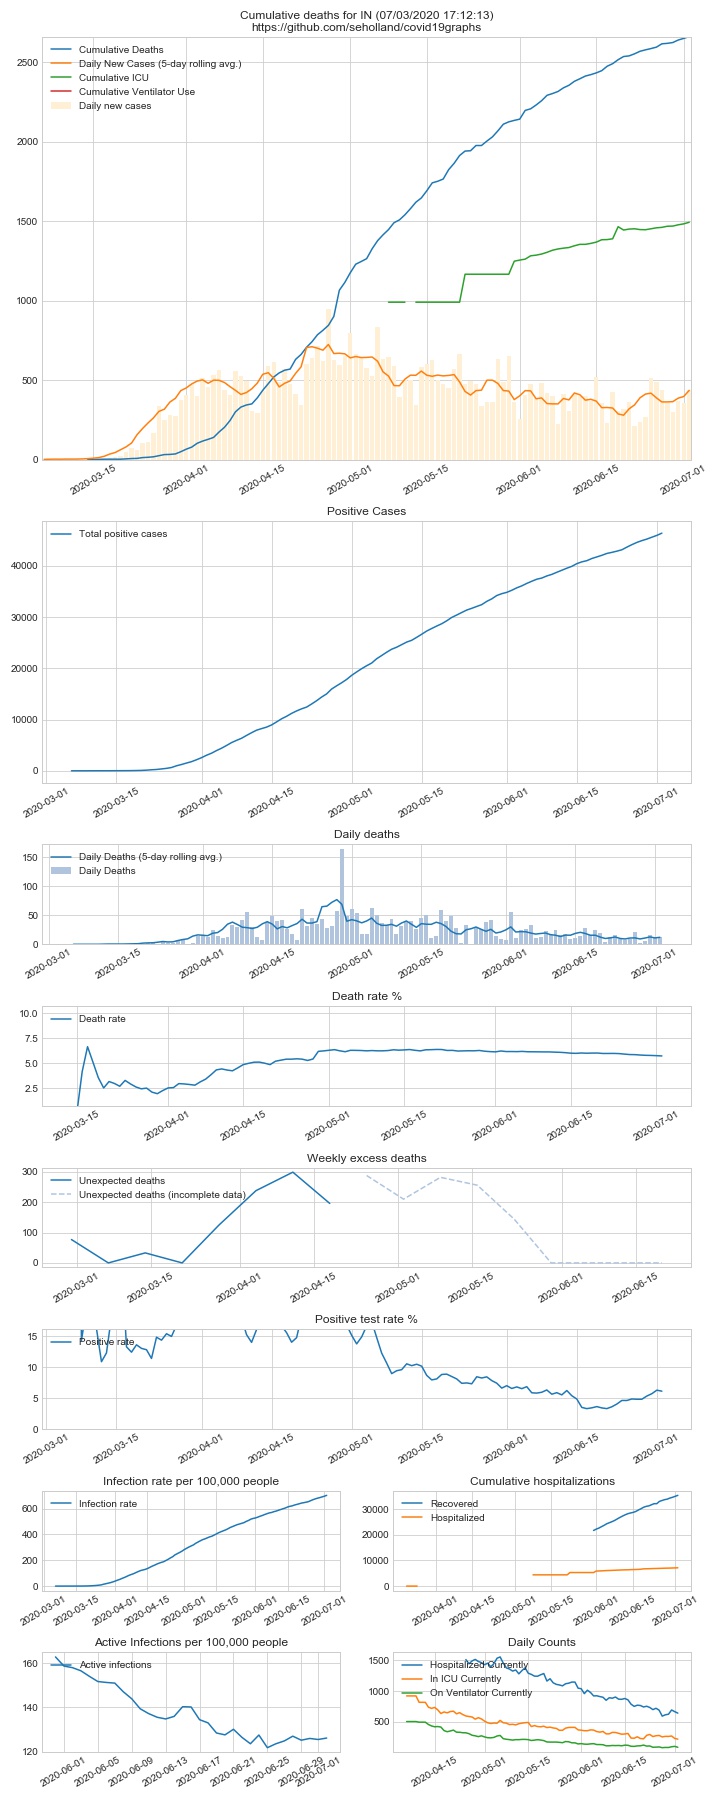 Cumulative deaths for IN (07/03/2020 17:12:13)
https://github.com/seholland/covid19graphs
Cumulative Deaths
Daily New Cases (5-day rolling avg.)
Cumulative ICU
Cumulative Ventilator Use
Daily new cases
2500
2000
1500
1000
500
0
2020-03-15 2020-04-01 2020-04-15 2020-05-01 2020-05-15 2020-06-01 2020-06-15 2020-07-01
Positive Cases
Total positive cases
40000
30000
20000
10000
0
2020-03-01 2020-03-15 2020-04-01 2020-04-15 2020-05-01 2020-05-15 2020-06-01 2020-06-15 2020-07-01
Daily deaths
Daily Deaths (5-day rolling avg.)
Daily Deaths
150
100
50
0
2020-03-01 2020-03-15 2020-04-01 2020-04-15 2020-05-01 2020-05-15 2020-06-01 2020-06-15 2020-07-01
Death rate %
Death rate
10.0
7.5
5.0
2.5
2020-03-15 2020-04-01 2020-04-15 2020-05-01 2020-05-15 2020-06-01 2020-06-15 2020-07-01
Weekly excess deaths
Unexpected deaths
Unexpected deaths (incomplete data)
300
200
100
0
2020-03-01 2020-03-15 2020-04-01 2020-04-15 2020-05-01 2020-05-15 2020-06-01 2020-06-15
Positive test rate %
Positive rate
15
10
5
0
2020-03-01 2020-03-15 2020-04-01 2020-04-15 2020-05-01 2020-05-15 2020-06-01 2020-06-15 2020-07-01
Infection rate per 100,000 people
Infection rate
600
400
200
0
2020-03-01 2020-03-15 2020-04-01 2020-04-15 2020-05-01 2020-05-15 2020-06-01 2020-06-15 2020-07-01
Cumulative hospitalizations
Recovered
Hospitalized
30000
20000
10000
0
2020-04-01 2020-04-15 2020-05-01 2020-05-15 2020-06-01 2020-06-15 2020-07-01
Active Infections per 100,000 people
Active infections
160
140
120
2020-06-01 2020-06-05 2020-06-09 2020-06-13 2020-06-17 2020-06-21 2020-06-25 2020-06-29 2020-07-01
Daily Counts
Hospitalized Currently
In ICU Currently
On Ventilator Currently
1500
1000
500
2020-04-15 2020-05-01 2020-05-15 2020-06-01 2020-06-15 2020-07-01